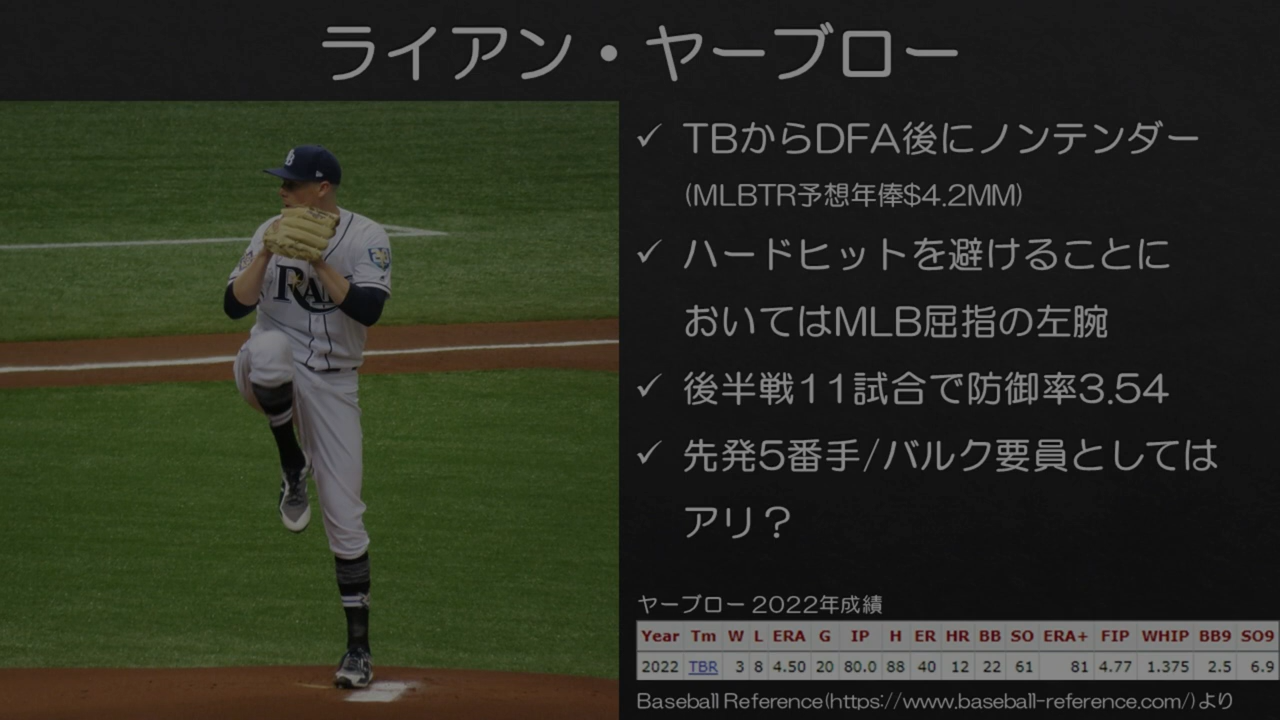 ライアン・ヤーブロー
✓ TBからDFA後にノンテンダー
(MLBTR予想年俸$4.2MM)
✓ ハードヒットを避けることに
おいてはMLB屈指の左腕
✓ 後半戦11試合で防御率3.54
✓ 先発5番手/バルク要員としては
アリ？
ヤーブロー 2022年成績
Year Tm W L ERA G IP H ER HR BB SO ERA+ FIP WHIP BB9 SO9
2022 TBR 3 8 4.50 20 80.0 88 40 12 22 61 81 4.77 1.375 2.5 6.9
Baseball Reference(https://www.baseball-reference.com/)より